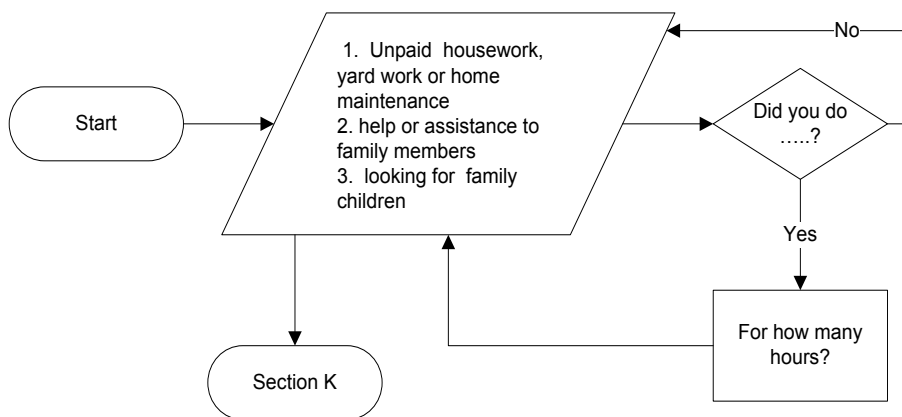 Start
1. Unpaid housework,
yard work or home
maintenance
2. help or assistance to
family members
3. looking for family
children
No
Did you do
…..?
Yes
For how many
hours?
Section K